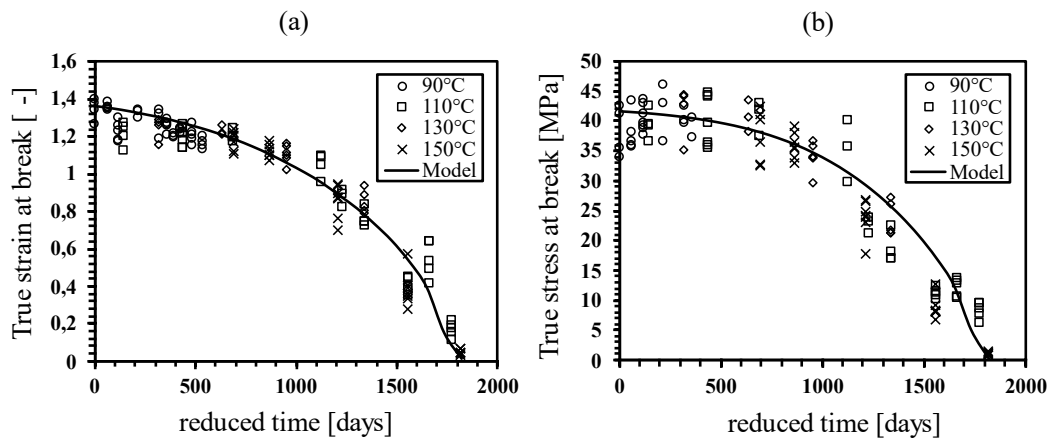 (a)
True strain at break [ -]
1,6
1,4
1,2
1
0,8
0,6
0,4
0,2
0
0 500 1000 1500 2000
reduced time [days]
90°C
110°C
130°C
150°C
Model
(b)
True stress at break [MPa]
50
45
40
35
30
25
20
15
10
5
0
0 500 1000 1500 2000
reduced time [days]
90°C
110°C
130°C
150°C
Model